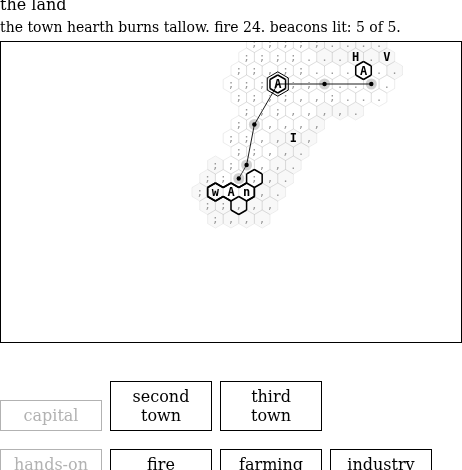 the land
the town hearth burns tallow. fire 24. beacons lit: 5 of 5.
H V
A
A
I
w A n
capital
second town
third town
hands-on
fire
farming
industry